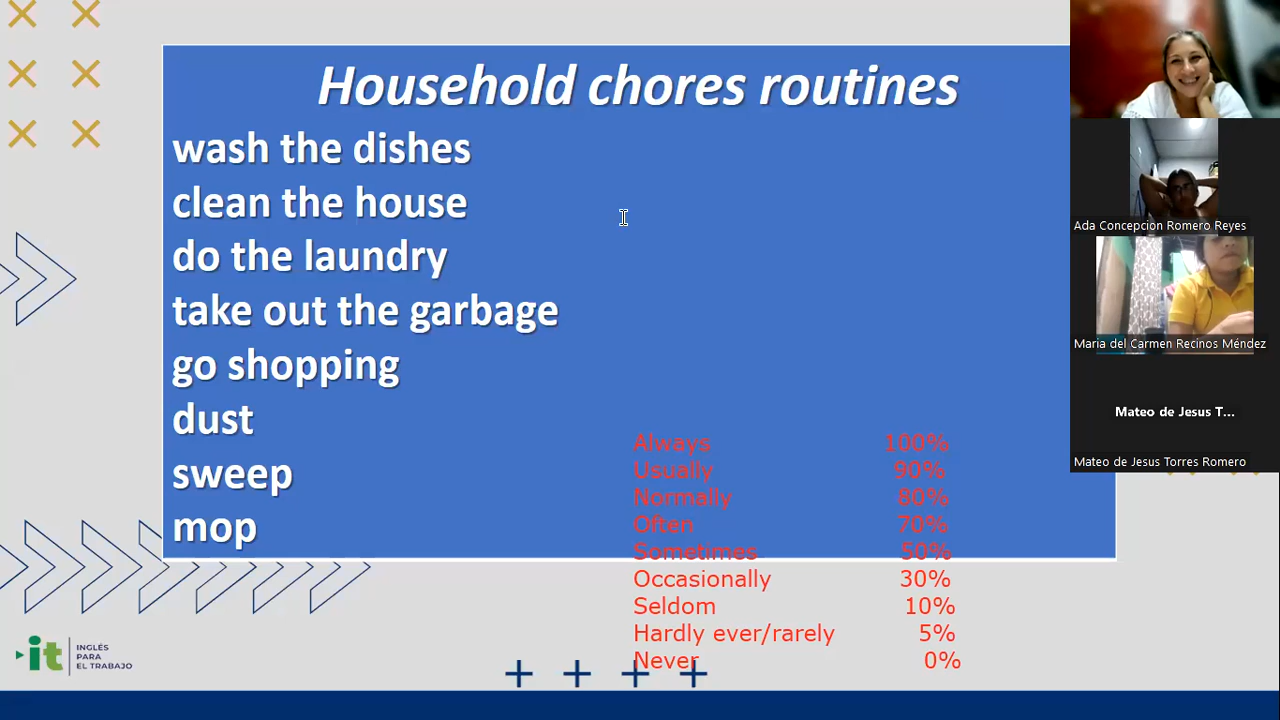 Household chores routines
wash the dishes
clean the house
do the laundry
take out the garbage
go shopping
dust
sweep
mop
Always 100%
Usually 90%
Normally 80%
Often 70%
Sometimes 50%
Occasionally 30%
Seldom 10%
Hardly ever/rarely 5%
Never 0%
it
INGLÉS
PARA
EL TRABAJO
Ada Concepcion Romero Reyes
Maria del Carmen Recinos Méndez
Mateo de Jesus T...
Mateo de Jesus Torres Romero